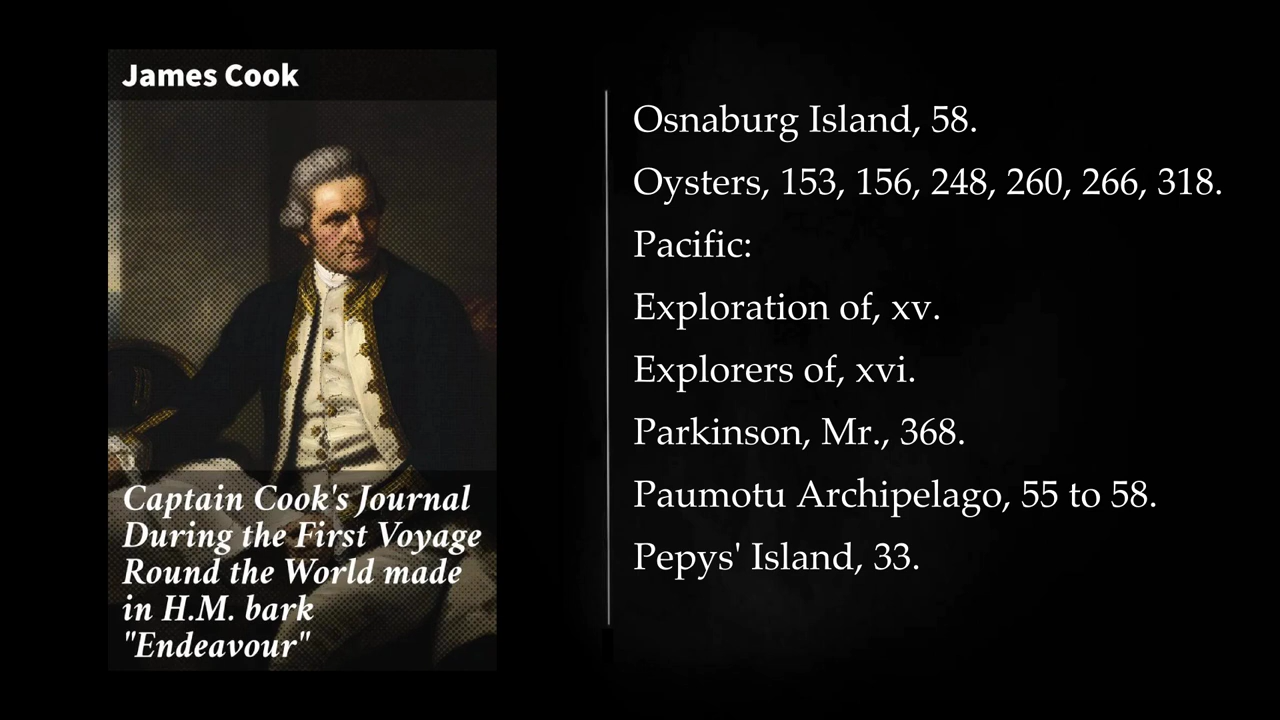 James Cook
Captain Cook's Journal
During the First Voyage
Round the World made
in H.M. bark
"Endeavour"
Osnaburg Island, 58.
Oysters, 153, 156, 248, 260, 266, 318.
Pacific:
Exploration of, xv.
Explorers of, xvi.
Parkinson, Mr., 368.
Paumotu Archipelago, 55 to 58.
Pepys' Island, 33.